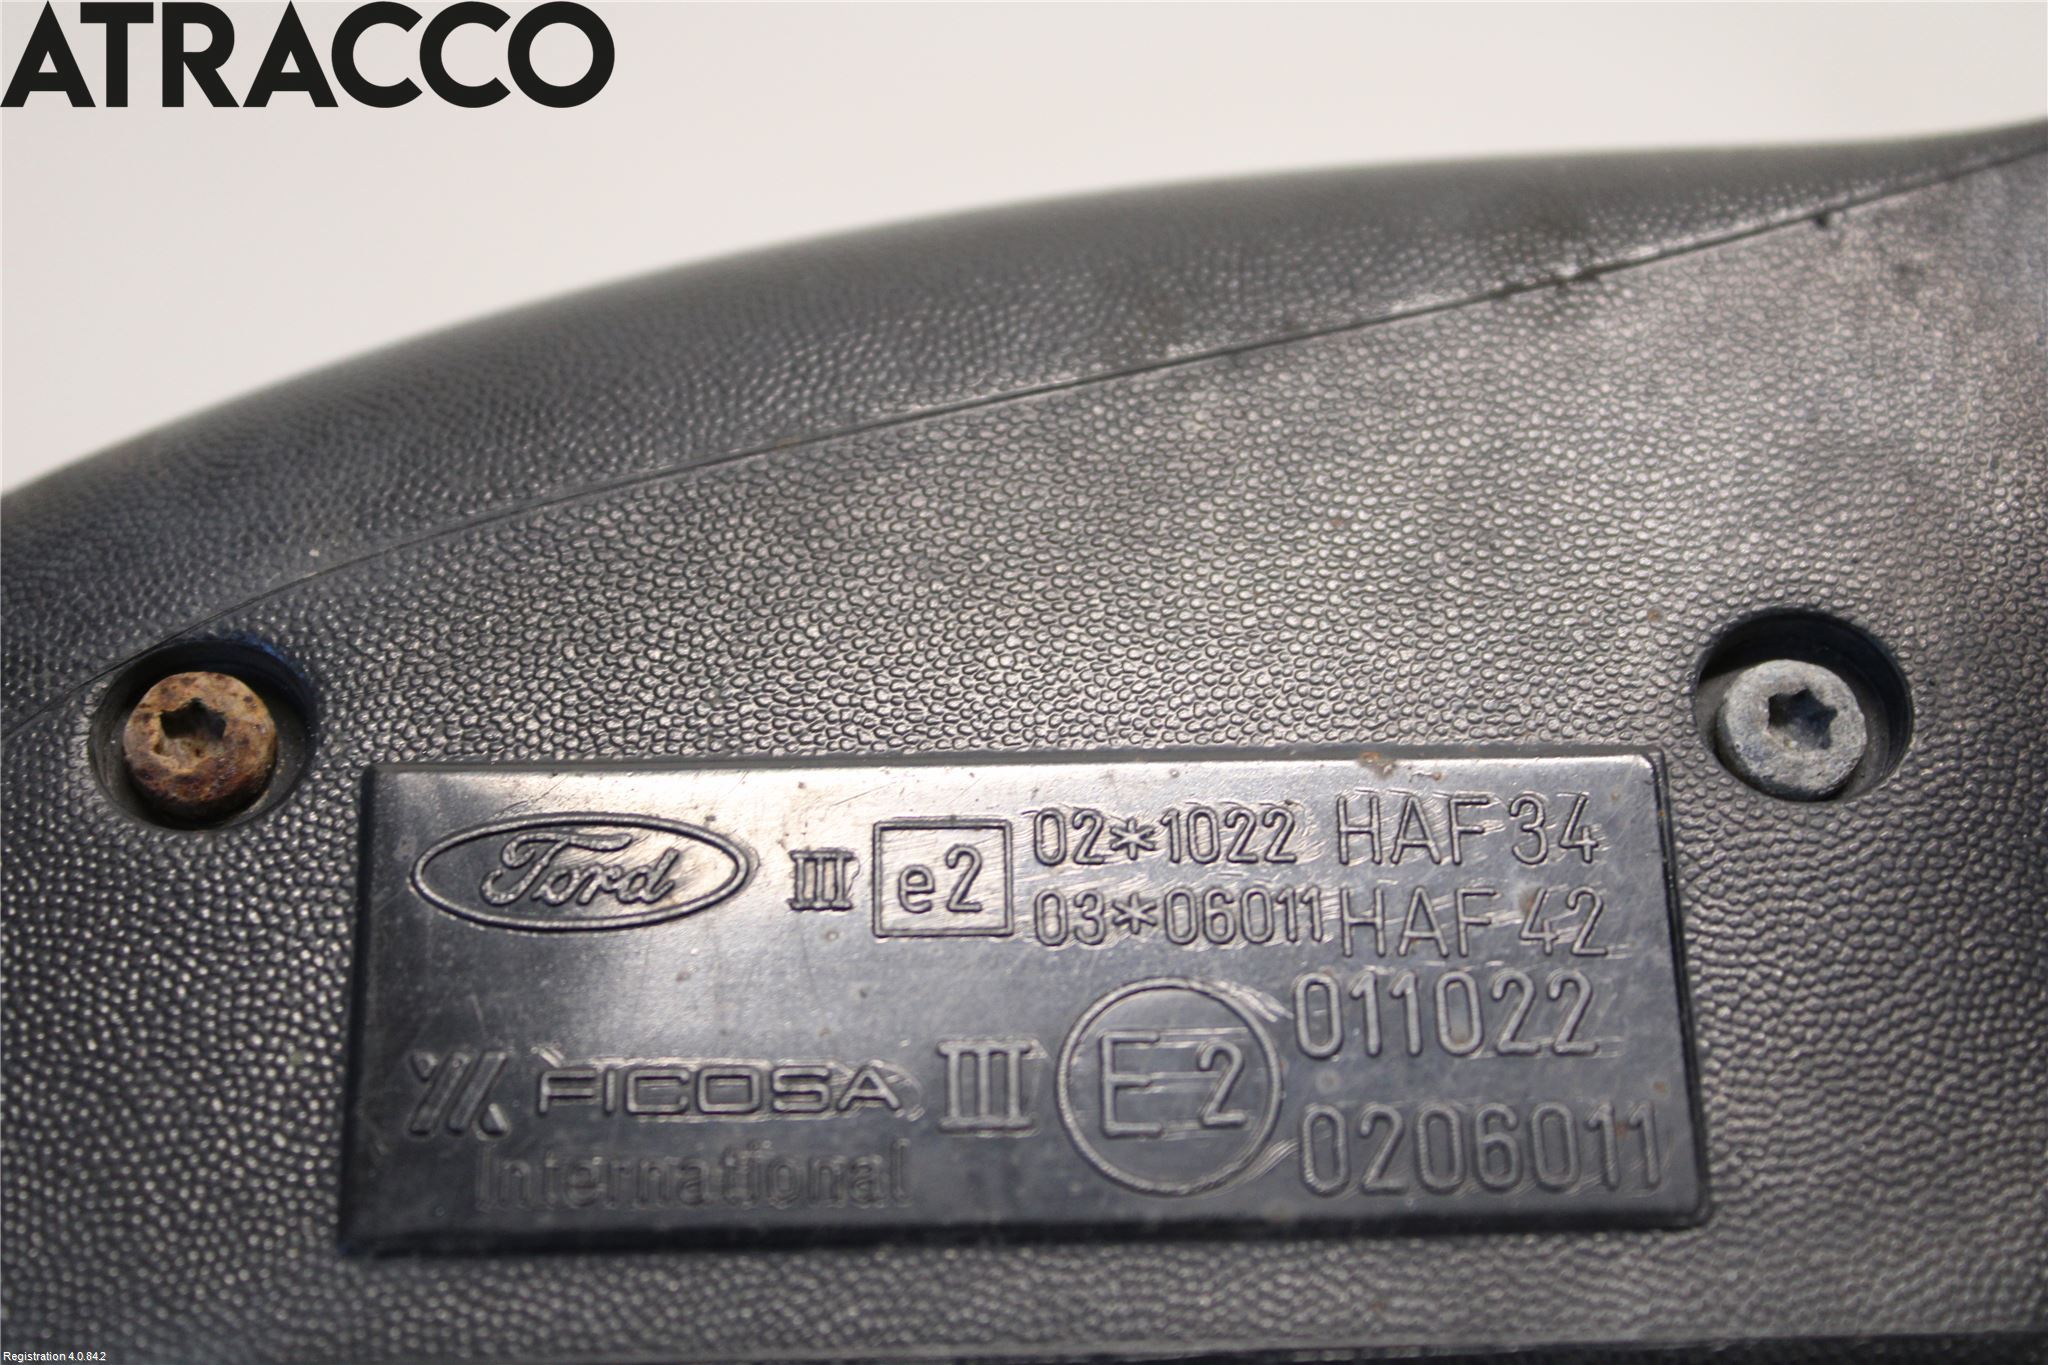 ATRACCO
Ford III e2 02*1022 HAF 34
03*06011 HAF 42
FICOSA III E2 011022
International 0206011
Registration 4.0.84.2